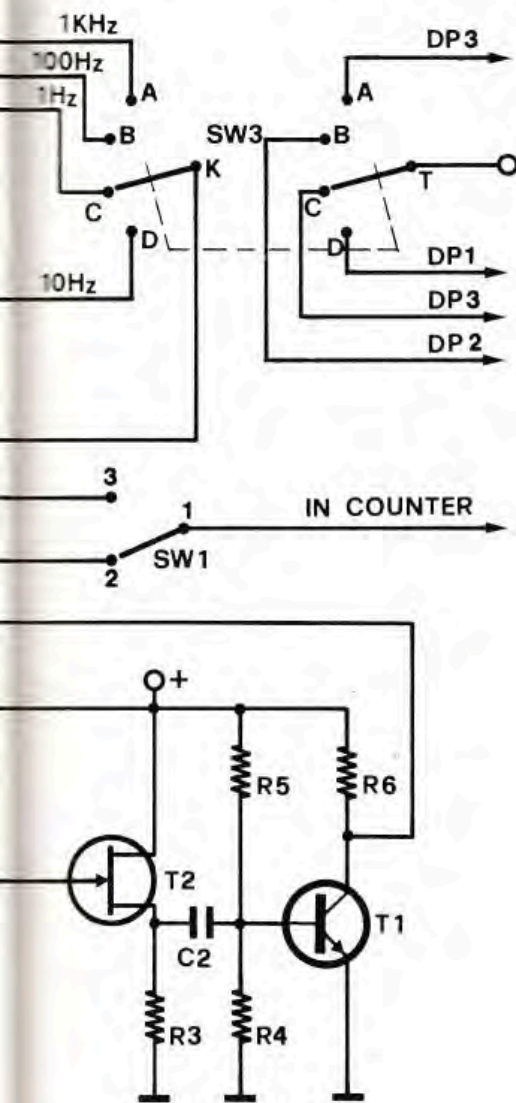 1KHz
DP3
100Hz
A
A
1Hz
B
SW3
B
K
T
C
C
D
D
DP1
10Hz
DP3
DP2
3
1
IN COUNTER
SW1
2
+
R5
R6
T2
T1
C2
R3
R4